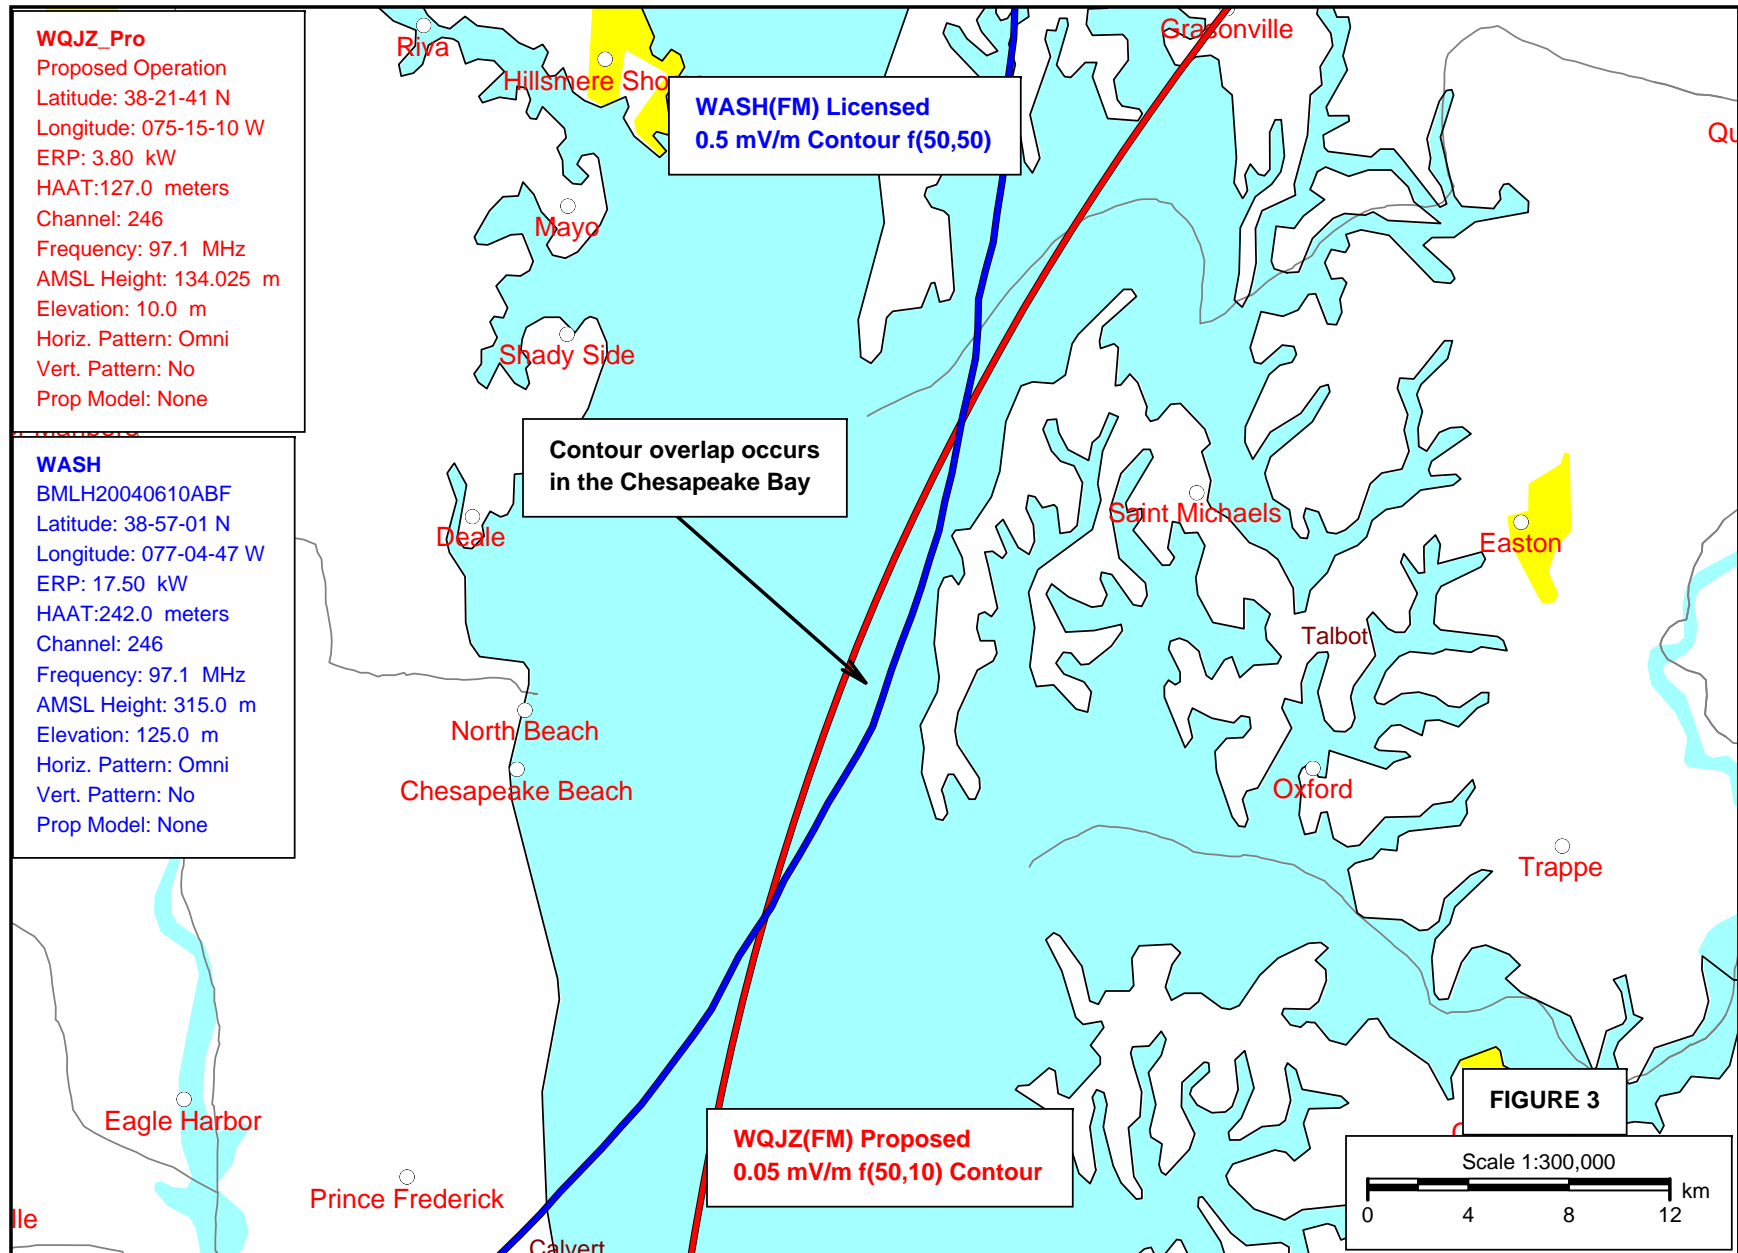 WQJZ_Pro
Proposed Operation
Latitude: 38-21-41 N
Longitude: 075-15-10 W
ERP: 3.80 kW
HAAT:127.0 meters
Channel: 246
Frequency: 97.1 MHz
AMSL Height: 134.025 m
Elevation: 10.0 m
Horiz. Pattern: Omni
Vert. Pattern: No
Prop Model: None
WASH
BMLH20040610ABF
Latitude: 38-57-01 N
Longitude: 077-04-47 W
ERP: 17.50 kW
HAAT:242.0 meters
Channel: 246
Frequency: 97.1 MHz
AMSL Height: 315.0 m
Elevation: 125.0 m
Horiz. Pattern: Omni
Vert. Pattern: No
Prop Model: None
Riva
Grasonville
Hillsmere Sho
WASH(FM) Licensed
0.5 mV/m Contour f(50,50)
Qu
Mayo
Shady Side
Contour overlap occurs
in the Chesapeake Bay
Deale
Saint Michaels
Easton
Talbot
North Beach
Chesapeake Beach
Oxford
Trappe
Eagle Harbor
Prince Frederick
lle
Calvert
WQJZ(FM) Proposed
0.05 mV/m f(50,10) Contour
FIGURE 3
Scale 1:300,000
km
0 4 8 12